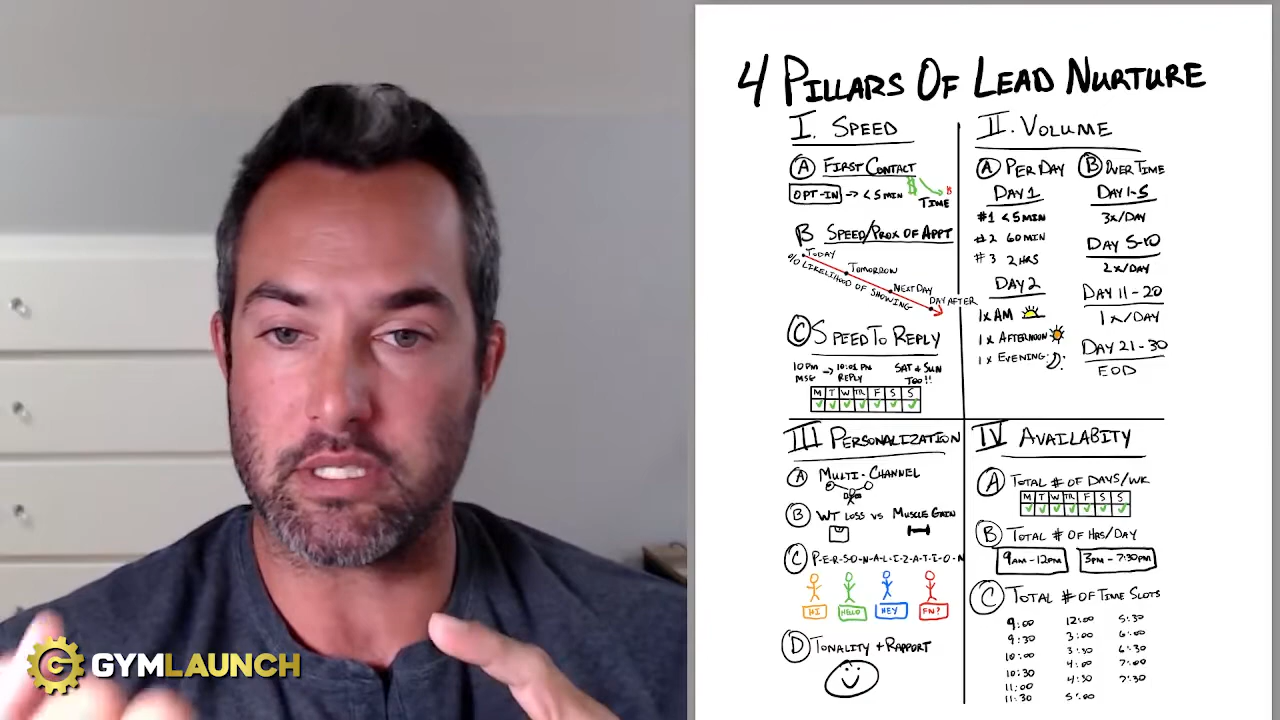 4 PILLARS OF LEAD NURTURE
I. SPEED
A FIRST CONTACT
OPT-IN → < 5 MIN
$
TIME
B SPEED/PROX OF APPT
TODAY
TOMORROW
NEXT DAY
DAY AFTER
% LIKELIHOOD OF SHOWING
C SPEED TO REPLY
10PM MSG → 10:01 PM REPLY
SAT + SUN TOO!!
M T W TR F S S
✓ ✓ ✓ ✓ ✓ ✓ ✓
II. VOLUME
A PER DAY
DAY 1
#1 < 5 MIN
#2 60 MIN
#3 2 HRS
DAY 2
1x AM
1x AFTERNOON
1x EVENING
B OVER TIME
DAY 1-5
3x/DAY
DAY 5-10
2x/DAY
DAY 11-20
1x/DAY
DAY 21-30
EOD
III PERSONALIZATION
A MULTI-CHANNEL
B WT LOSS VS MUSCLE GAIN
C P-E-R-S-O-N-A-L-I-Z-A-T-I-O-N
HI HELLO HEY FN?
D TONALITY + RAPPORT
IV AVAILABITY
A TOTAL # OF DAYS/WK
M T W TR F S S
✓ ✓ ✓ ✓ ✓ ✓ ✓
B TOTAL # OF HRS/DAY
9AM-12PM 3PM-7:30PM
C TOTAL # OF TIME SLOTS
9:00 12:00 5:30
9:30 3:00 6:00
10:00 3:30 6:30
10:30 4:00 7:00
11:00 4:30 7:30
11:30 5:00
GYMLAUNCH